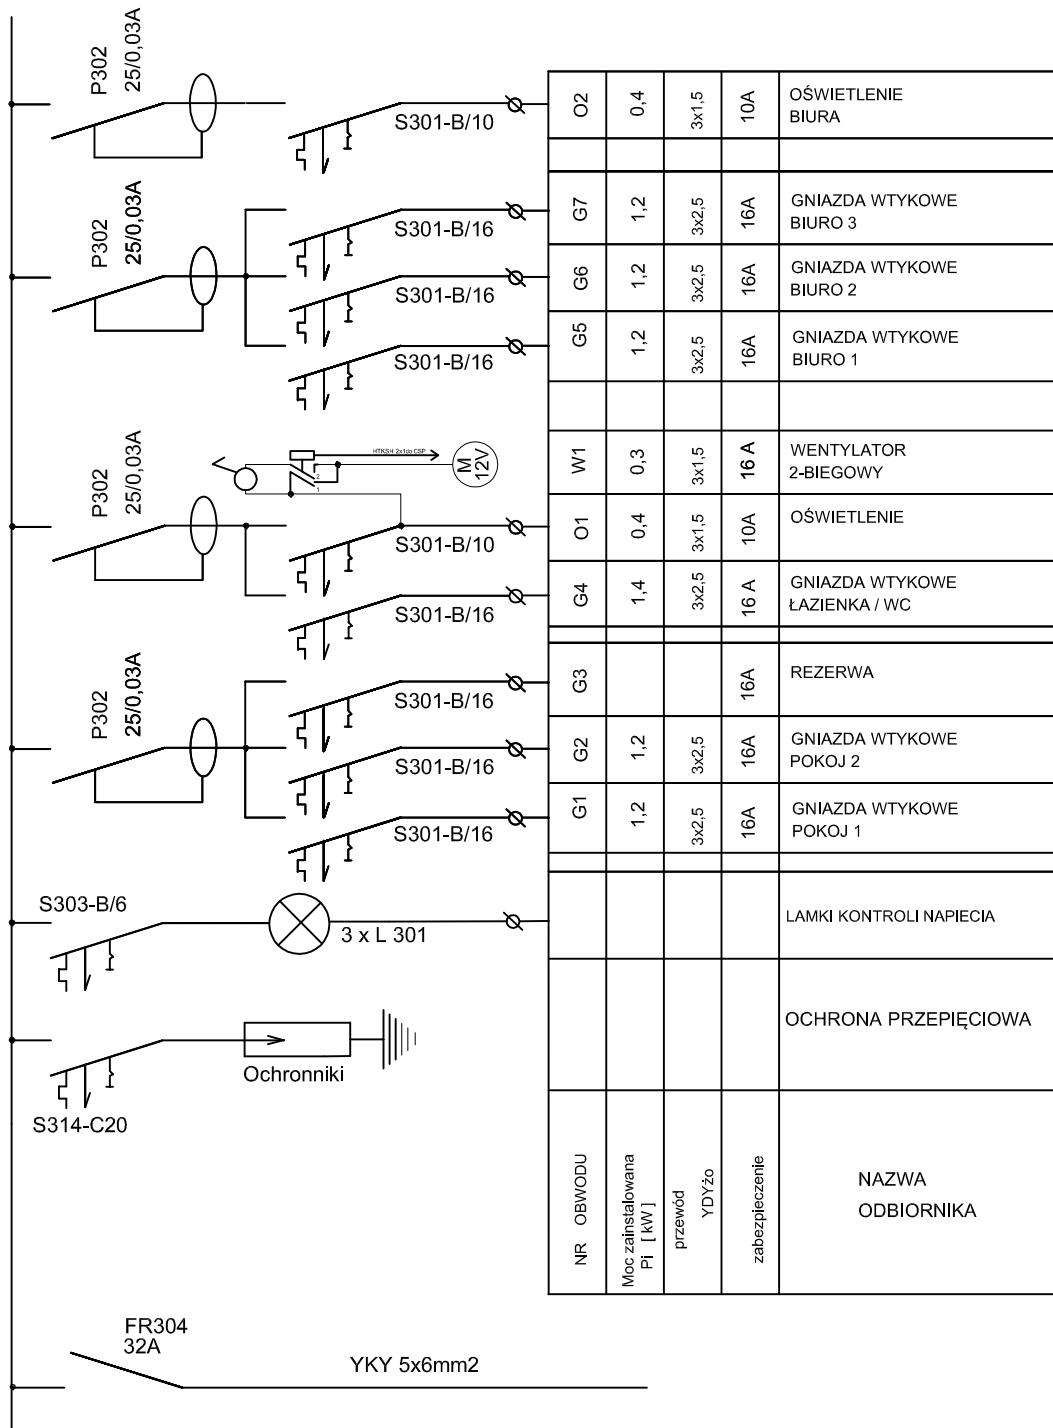 P302
25/0,03A
S301-B/10
O2
0,4
3x1,5
10A
OŚWIETLENIE
BIURA
P302
25/0,03A
S301-B/16
G7
1,2
3x2,5
16A
GNIAZDA WTYKOWE
BIURO 3
S301-B/16
G6
1,2
3x2,5
16A
GNIAZDA WTYKOWE
BIURO 2
S301-B/16
G5
1,2
3x2,5
16A
GNIAZDA WTYKOWE
BIURO 1
P302
25/0,03A
HTKSH 2x1do CSP
2
1
M
12V
W1
0,3
3x1,5
16 A
WENTYLATOR
2-BIEGOWY
S301-B/10
O1
0,4
3x1,5
10A
OŚWIETLENIE
S301-B/16
G4
1,4
3x2,5
16 A
GNIAZDA WTYKOWE
ŁAZIENKA / WC
P302
25/0,03A
S301-B/16
G3
16A
REZERWA
S301-B/16
G2
1,2
3x2,5
16A
GNIAZDA WTYKOWE
POKOJ 2
S301-B/16
G1
1,2
3x2,5
16A
GNIAZDA WTYKOWE
POKOJ 1
S303-B/6
3 x L 301
LAMKI KONTROLI NAPIECIA
Ochronniki
S314-C20
OCHRONA PRZEPIĘCIOWA
NR OBWODU
Moc zainstalowana
Pi [ kW ]
przewód
YDYżo
zabezpieczenie
NAZWA
ODBIORNIKA
FR304
32A
YKY 5x6mm2